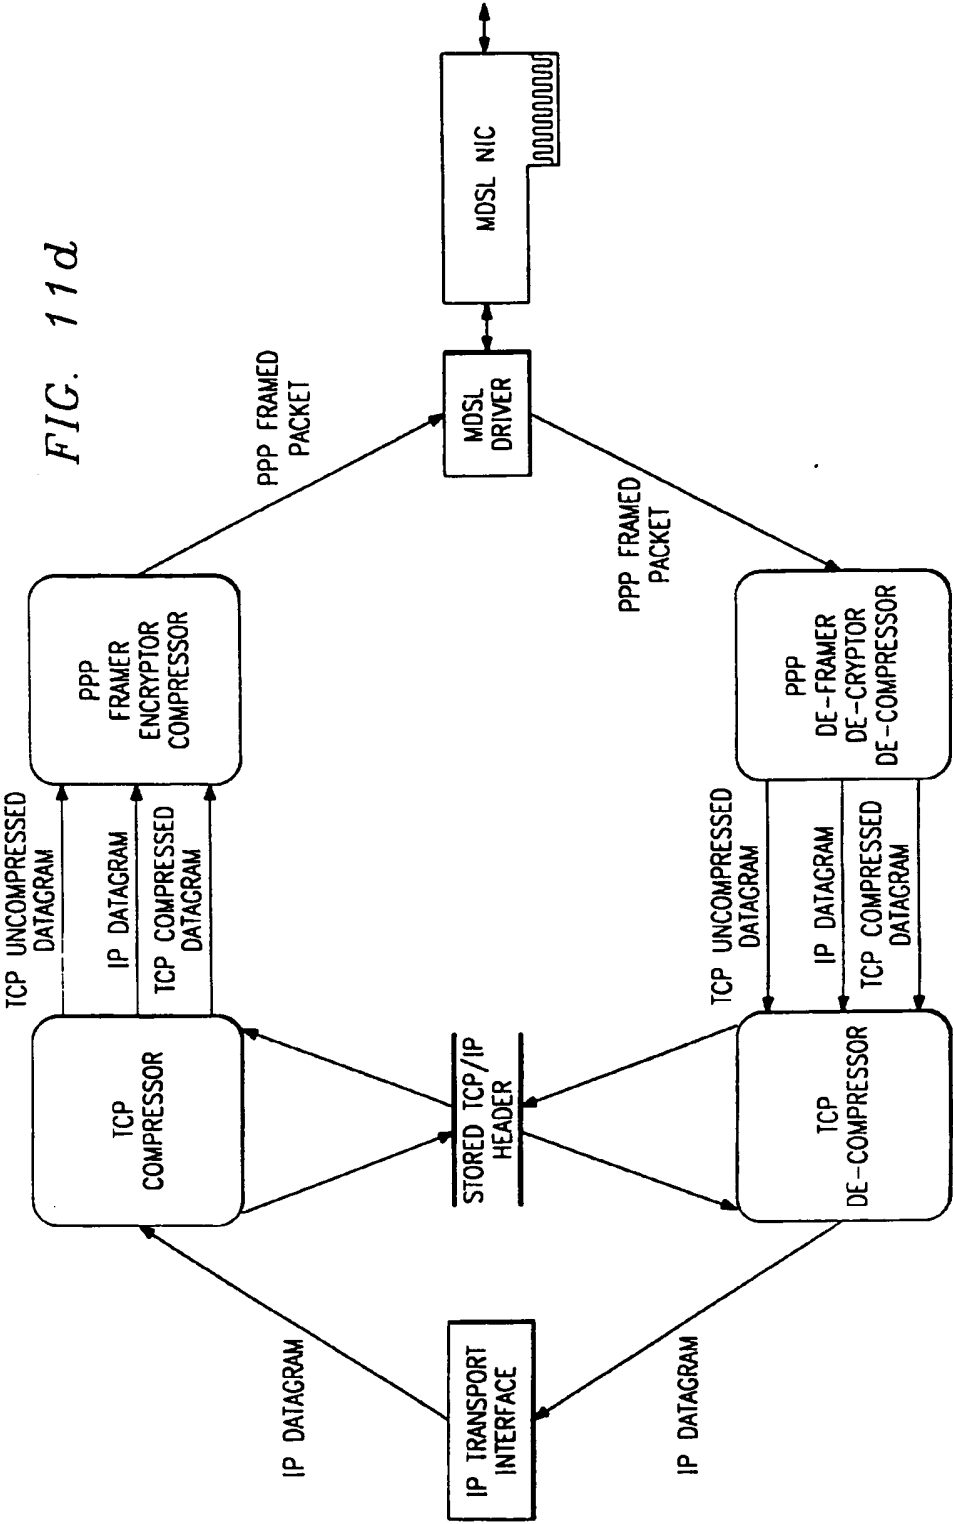 FIG. 11d
IP TRANSPORT
INTERFACE
IP DATAGRAM
TCP
COMPRESSOR
TCP UNCOMPRESSED
DATAGRAM
IP DATAGRAM
TCP COMPRESSED
DATAGRAM
PPP
FRAMER
ENCRYPTOR
COMPRESSOR
PPP FRAMED
PACKET
MDSL
DRIVER
MDSL NIC
STORED TCP/IP
HEADER
PPP FRAMED
PACKET
PPP
DE-FRAMER
DE-CRYPTOR
DE-COMPRESSOR
TCP UNCOMPRESSED
DATAGRAM
IP DATAGRAM
TCP COMPRESSED
DATAGRAM
TCP
DE-COMPRESSOR
IP DATAGRAM